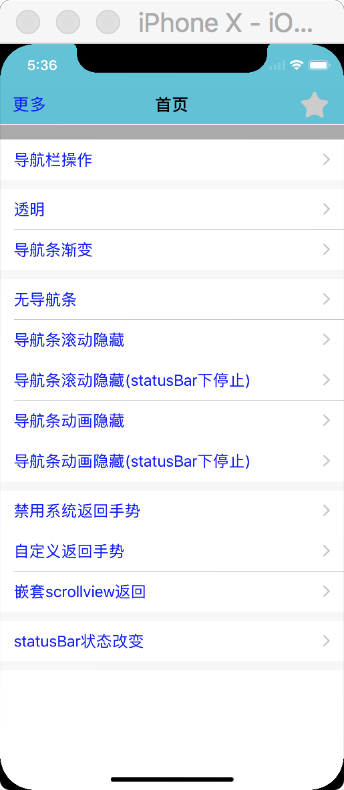 iPhone X - iO...
5:36
更多 首页
导航栏操作
透明
导航条渐变
无导航条
导航条滚动隐藏
导航条滚动隐藏(statusBar下停止)
导航条动画隐藏
导航条动画隐藏(statusBar下停止)
禁用系统返回手势
自定义返回手势
嵌套scrollview返回
statusBar状态改变